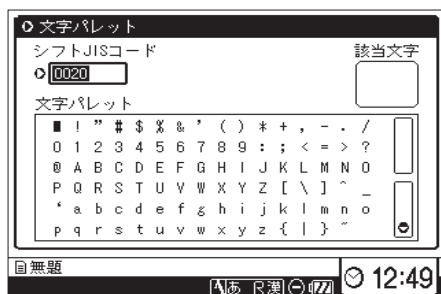 文字パレット
シフトJISコード
該当文字
0020
文字パレット
! ” # $ % & ’ ( ) * + , - . /
0 1 2 3 4 5 6 7 8 9 : ; < = > ?
@ A B C D E F G H I J K L M N O
P Q R S T U V W X Y Z [ \ ] ^ _
‘ a b c d e f g h i j k l m n o
p q r s t u v w x y z { | } ~
無題
あ R漢
12:49